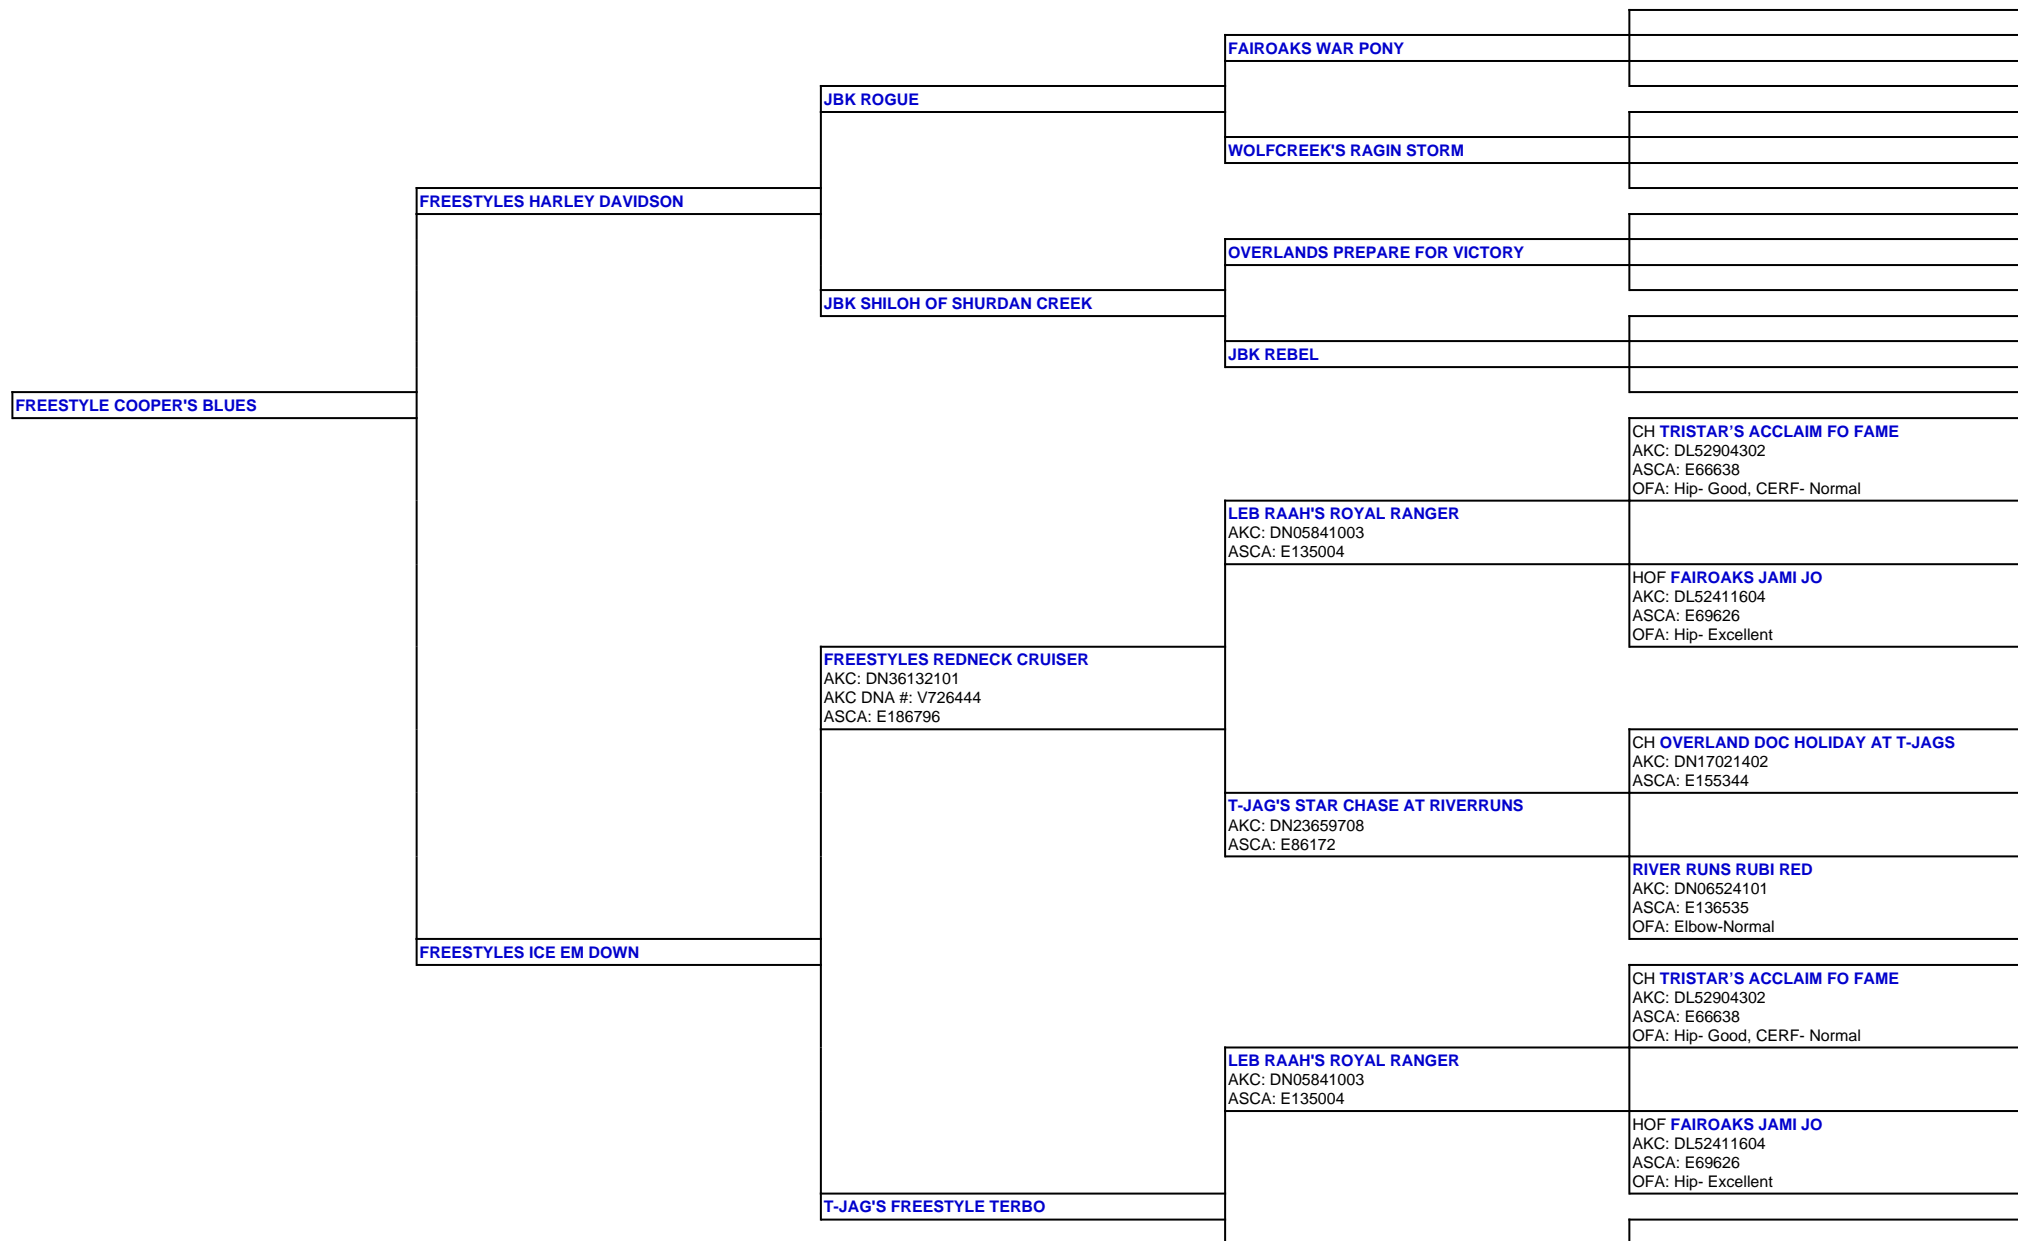 FAIROAKS WAR PONY
JBK ROGUE
WOLFCREEK'S RAGIN STORM
FREESTYLES HARLEY DAVIDSON
OVERLANDS PREPARE FOR VICTORY
JBK SHILOH OF SHURDAN CREEK
JBK REBEL
FREESTYLE COOPER'S BLUES
CH TRISTAR’S ACCLAIM FO FAME
AKC: DL52904302
ASCA: E66638
OFA: Hip- Good, CERF- Normal
LEB RAAH'S ROYAL RANGER
AKC: DN05841003
ASCA: E135004
HOF FAIROAKS JAMI JO
AKC: DL52411604
ASCA: E69626
OFA: Hip- Excellent
FREESTYLES REDNECK CRUISER
AKC: DN36132101
AKC DNA #: V726444
ASCA: E186796
CH OVERLAND DOC HOLIDAY AT T-JAGS
AKC: DN17021402
ASCA: E155344
T-JAG'S STAR CHASE AT RIVERRUNS
AKC: DN23659708
ASCA: E86172
RIVER RUNS RUBI RED
AKC: DN06524101
ASCA: E136535
OFA: Elbow-Normal
FREESTYLES ICE EM DOWN
CH TRISTAR’S ACCLAIM FO FAME
AKC: DL52904302
ASCA: E66638
OFA: Hip- Good, CERF- Normal
LEB RAAH'S ROYAL RANGER
AKC: DN05841003
ASCA: E135004
HOF FAIROAKS JAMI JO
AKC: DL52411604
ASCA: E69626
OFA: Hip- Excellent
T-JAG'S FREESTYLE TERBO